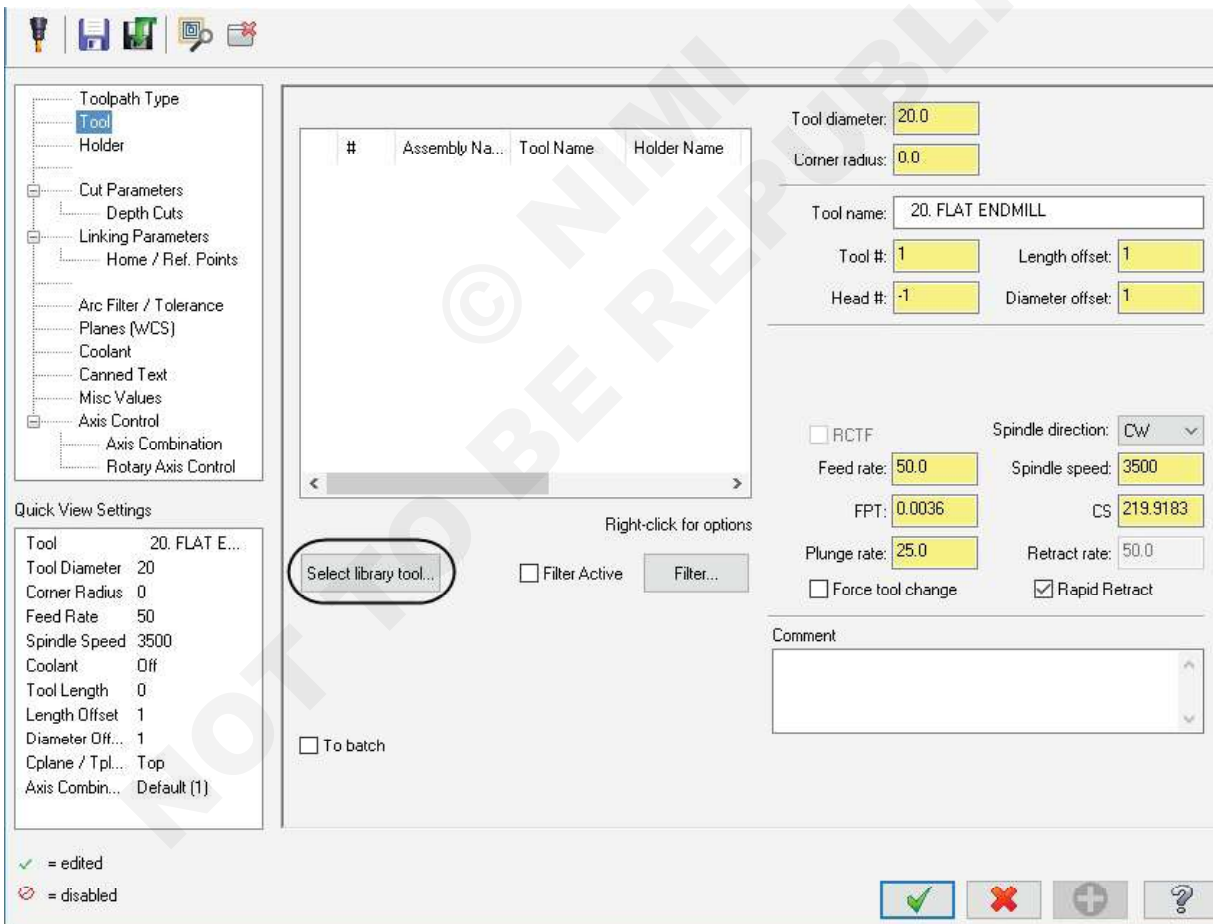 Toolpath Type
Tool
Holder
Cut Parameters
Depth Cuts
Linking Parameters
Home / Ref. Points
Arc Filter / Tolerance
Planes (WCS)
Coolant
Canned Text
Misc Values
Axis Control
Axis Combination
Rotary Axis Control
Quick View Settings
Tool 20. FLAT E...
Tool Diameter 20
Corner Radius 0
Feed Rate 50
Spindle Speed 3500
Coolant Off
Tool Length 0
Length Offset 1
Diameter Off... 1
Cplane / Tpl... Top
Axis Combin... Default (1)
✓ = edited
= disabled
# Assembly Na... Tool Name Holder Name
Right-click for options
Select library tool... Filter Active Filter...
To batch
Tool diameter: 20.0
Corner radius: 0.0
Tool name: 20. FLAT ENDMILL
Tool #: 1 Length offset: 1
Head #: -1 Diameter offset: 1
RCTF Spindle direction: CW
Feed rate: 50.0 Spindle speed: 3500
FPT: 0.0036 CS 219.9183
Plunge rate: 25.0 Retract rate: 50.0
Force tool change Rapid Retract
Comment
?
© NIMI
NOT TO BE REPUBLI